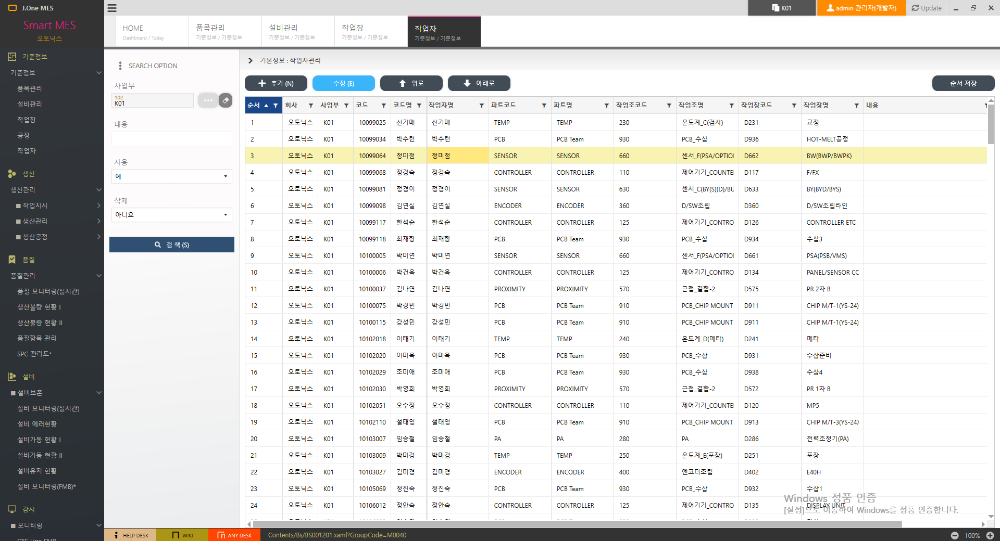 J.One MES
K01
admin 관리자(개발자)
Update
Smart MES
오토닉스
HOME
Dashboard / Today
품목관리
기준정보 / 기준정보
설비관리
기준정보 / 기준정보
작업장
기준정보 / 기준정보
작업자
기준정보 / 기준정보
기준정보
기준정보
품목관리
설비관리
작업장
공정
작업자
생산
생산관리
작업지시
생산관리
생산공정
품질
품질관리
품질 모니터링(실시간)
생산불량 현황 I
생산불량 현황 II
품질항목 관리
SPC 관리도*
설비
설비보존
설비 모니터링(실시간)
설비 에러현황
설비가동 현황 I
설비가동 현황 II
설비유지 현황
설비 모니터링(FMB)*
감시
모니터링
SEARCH OPTION
사업부
102
K01
내용
사용
예
삭제
아니요
검 색 (S)
기본정보 : 작업자관리
추가 (N)
수정 (E)
위로
아래로
순서 저장
순서 회사 사업부 코드 코드명 작업자명 파트코드 파트명 작업조코드 작업조명 작업장코드 작업장명 내용
1 오토닉스 K01 10099025 신기매 신기매 TEMP TEMP 230 온도계_C(검사) D231 교정
2 오토닉스 K01 10099034 박수련 박수련 PCB PCB Team 930 PCB_수삽 D936 HOT-MELT공정
3 오토닉스 K01 10099064 정미점 정미점 SENSOR SENSOR 660 센서_F(PSA/OPTIO D662 BW(BWP/BWPK)
4 오토닉스 K01 10099068 정경숙 정경숙 CONTROLLER CONTROLLER 110 제어기기_COUNTE D117 F/FX
5 오토닉스 K01 10099081 정경이 정경이 SENSOR SENSOR 630 센서_C(BY(S)(D)/BU D633 BY(BYD/BYS)
6 오토닉스 K01 10099098 김연실 김연실 ENCODER ENCODER 360 D/SW조립 D360 D/SW조립라인
7 오토닉스 K01 10099117 한석순 한석순 CONTROLLER CONTROLLER 125 제어기기_CONTRO D126 CONTROLLER ETC
8 오토닉스 K01 10099118 최재항 최재항 PCB PCB Team 930 PCB_수삽 D934 수삽3
9 오토닉스 K01 10100005 박미연 박미연 SENSOR SENSOR 660 센서_F(PSA/OPTIO D661 PSA(PSB/VMS)
10 오토닉스 K01 10100006 박건옥 박건옥 CONTROLLER CONTROLLER 125 제어기기_CONTRO D134 PANEL/SENSOR CC
11 오토닉스 K01 10100037 김나연 김나연 PROXIMITY PROXIMITY 570 근접_결합-2 D575 PR 2차 B
12 오토닉스 K01 10100075 박경빈 박경빈 PCB PCB Team 910 PCB_CHIP MOUNT D911 CHIP M/T-1(YS-24)
13 오토닉스 K01 10100115 강성민 강성민 PCB PCB Team 910 PCB_CHIP MOUNT D911 CHIP M/T-1(YS-24)
14 오토닉스 K01 10102018 이태기 이태기 TEMP TEMP 240 온도계_D(메타) D241 메타
15 오토닉스 K01 10102020 이미옥 이미옥 PCB PCB Team 930 PCB_수삽 D931 수삽준비
16 오토닉스 K01 10102029 조미애 조미애 PCB PCB Team 930 PCB_수삽 D938 수삽4
17 오토닉스 K01 10102030 박영희 박영희 PROXIMITY PROXIMITY 570 근접_결합-2 D572 PR 1차 B
18 오토닉스 K01 10102051 오수정 오수정 CONTROLLER CONTROLLER 110 제어기기_COUNTE D120 MP5
19 오토닉스 K01 10102110 설태영 설태영 PCB PCB Team 910 PCB_CHIP MOUNT D913 CHIP M/T-3(YS-24)
20 오토닉스 K01 10103007 임승철 임승철 PA PA 280 PA D286 전력조정기(PA)
21 오토닉스 K01 10103009 박미경 박미경 TEMP TEMP 250 온도계_E(포장) D251 포장
22 오토닉스 K01 10103027 김미경 김미경 ENCODER ENCODER 400 엔코더조립 D402 E40H
23 오토닉스 K01 10105069 정진숙 정진숙 PCB PCB Team 930 PCB_수삽 D932 수삽1
24 오토닉스 K01 10106012 정안숙 정안숙 CONTROLLER CONTROLLER 125 제어기기_CONTRO D135 DISPLAY UNIT
Windows 정품 인증
[설정]으로 이동하여 Windows를 정품 인증합니다.
HELP DESK
WIKI
ANY DESK
Contents/Bs/BS001201.xaml?GroupCode=M0040
100%